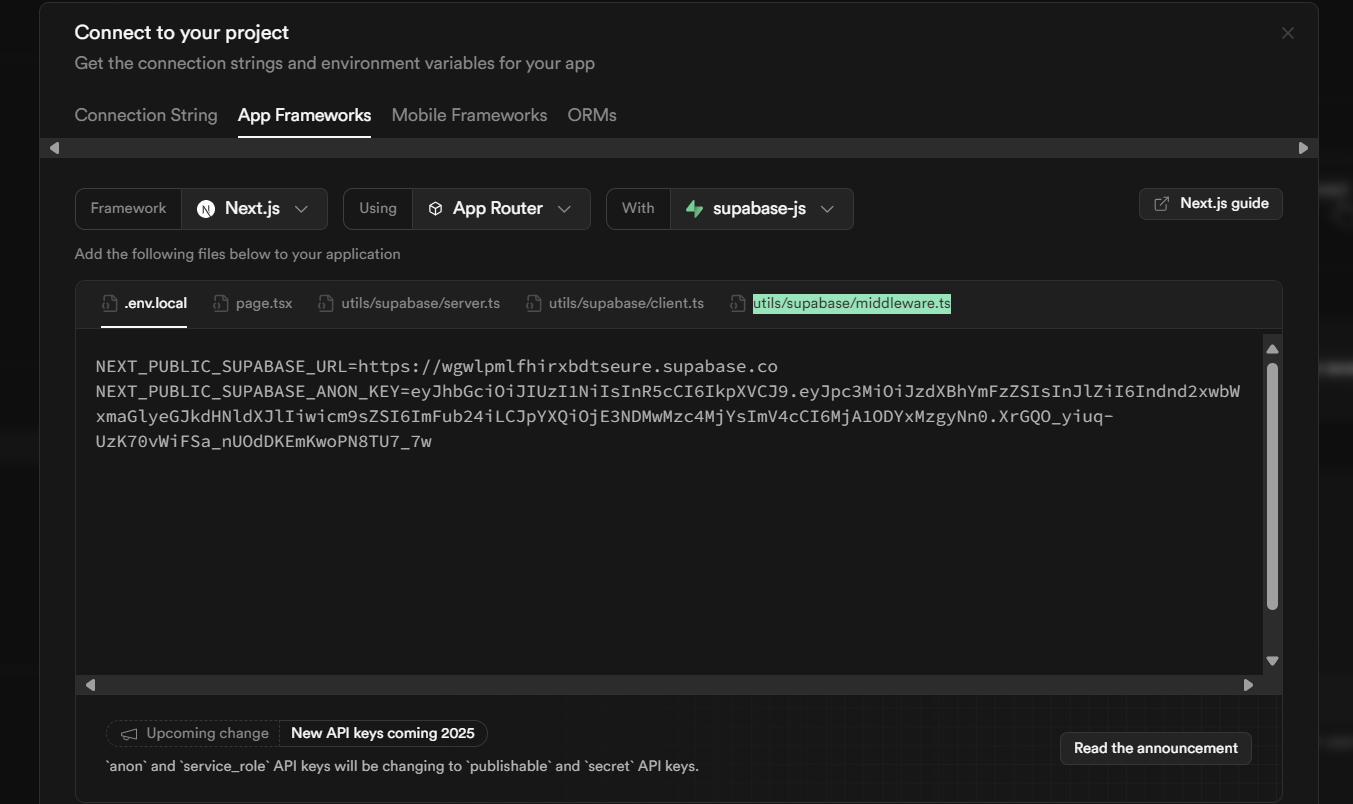 Connect to your project
Get the connection strings and environment variables for your app
Connection String App Frameworks Mobile Frameworks ORMs
Framework Next.js Using App Router With supabase-js Next.js guide
Add the following files below to your application
.env.local page.tsx utils/supabase/server.ts utils/supabase/client.ts utils/supabase/middleware.ts
NEXT_PUBLIC_SUPABASE_URL=https://wgwlpmlfhirxbdtseure.supabase.co
NEXT_PUBLIC_SUPABASE_ANON_KEY=eyJhbGciOiJIUzI1NiIsInR5cCI6IkpXVCJ9.eyJpc3MiOiJzdXBhYmFzZSIsInJlZiI6Indnd2xwbW
xmaGlyeGJkdHNldXJlIiwicm9sZSI6ImFub24iLCJpYXQiOjE3NDMwMzc4MjYsImV4cCI6MjA1ODYxMzgyNn0.XrGQO_yiuq-
UzK70vWiFSa_nUOdDKEmKwoPN8TU7_7w
Upcoming change New API keys coming 2025
`anon` and `service_role` API keys will be changing to `publishable` and `secret` API keys.
Read the announcement